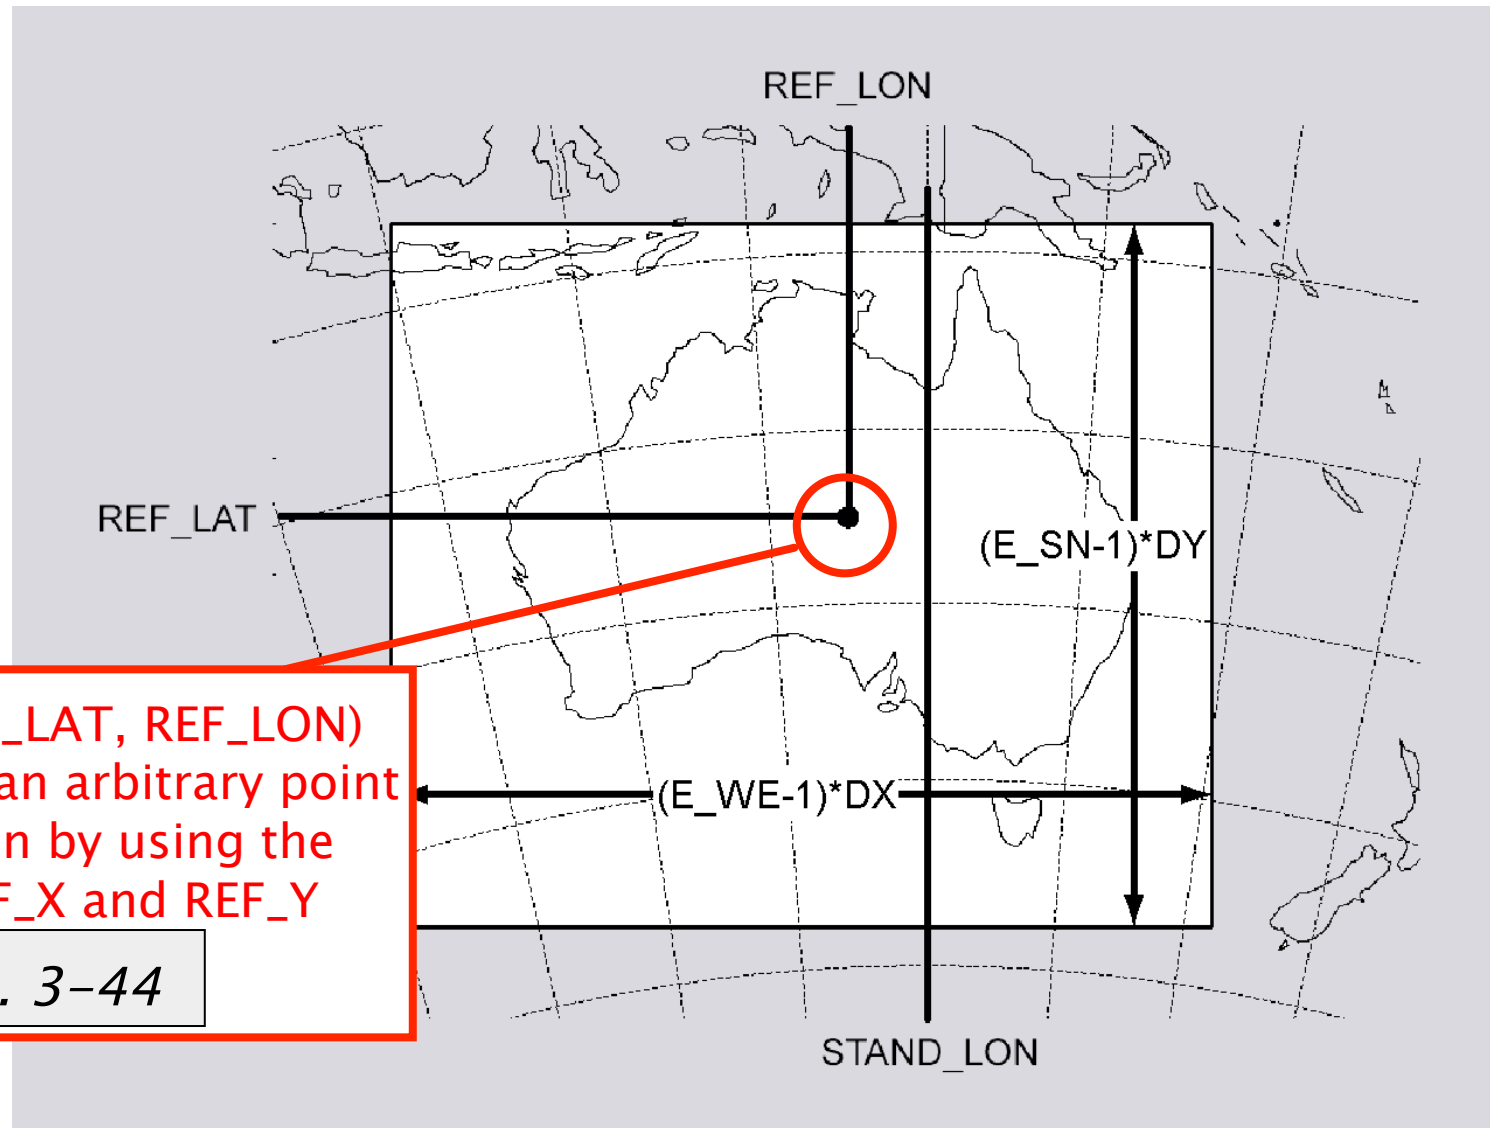 REF_LON
REF_LAT
(E_SN-1)*DY
_LAT, REF_LON)
an arbitrary point
n by using the
F_X and REF_Y
. 3-44
(E_WE-1)*DX
STAND_LON